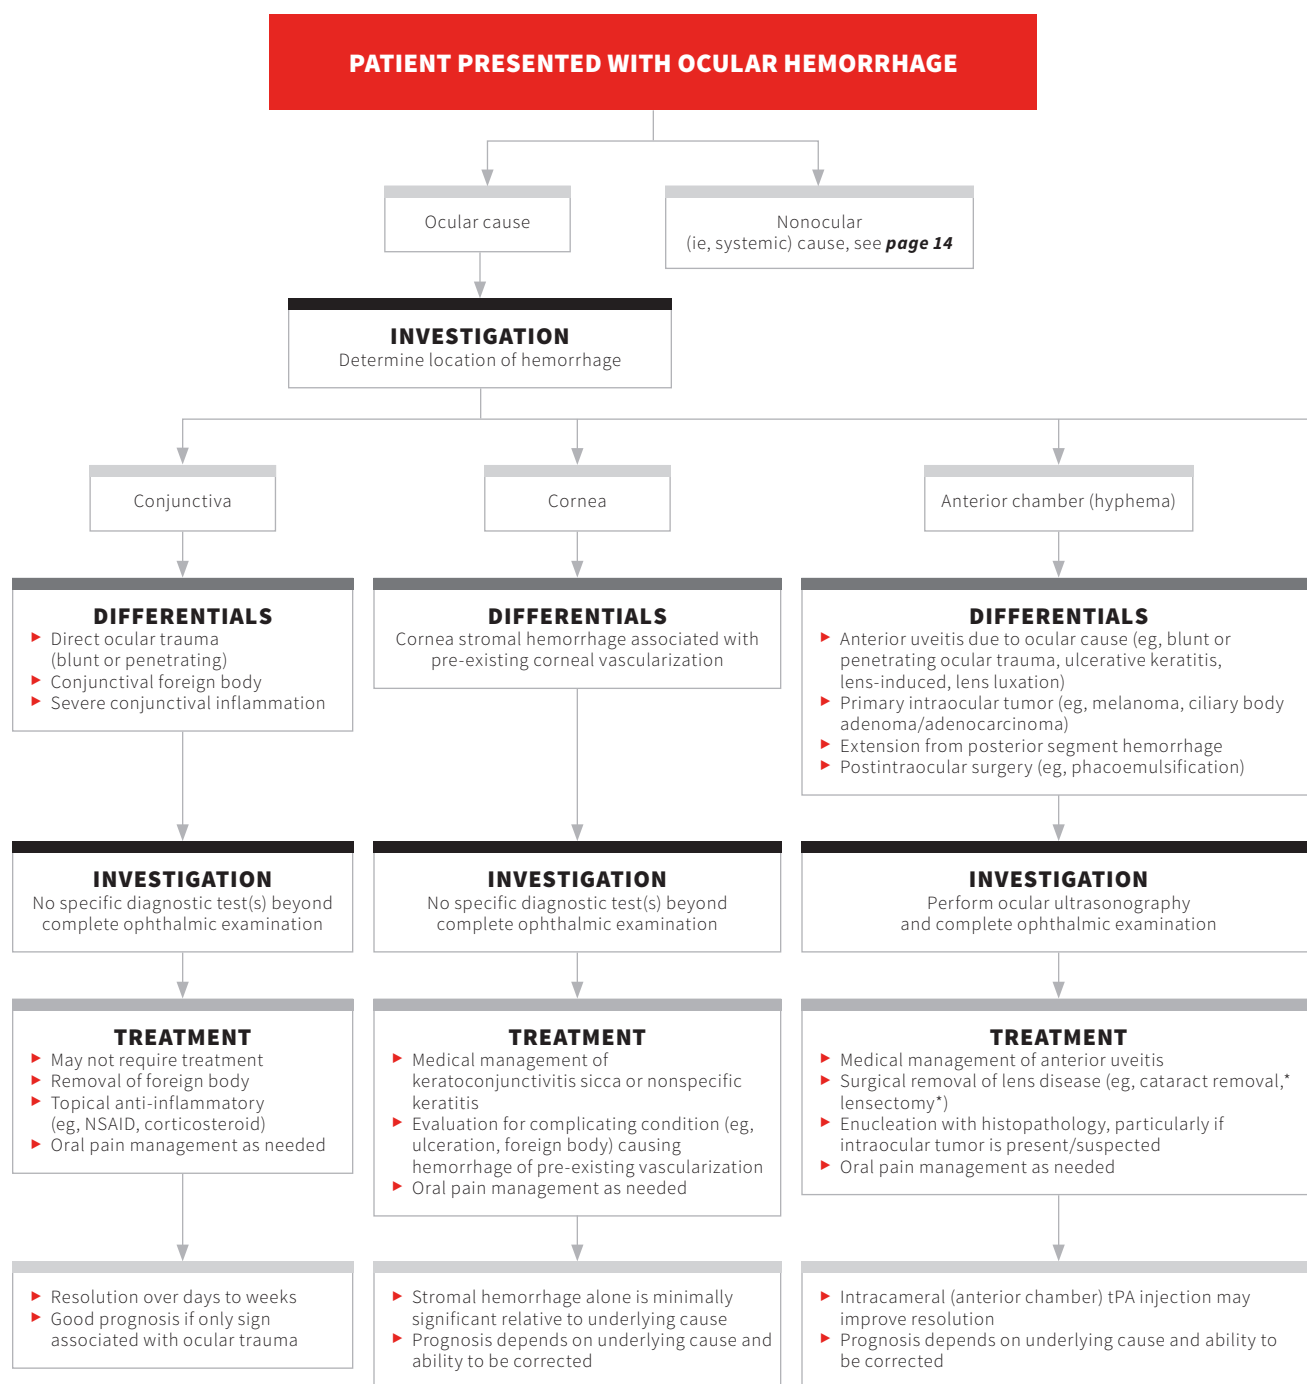 PATIENT PRESENTED WITH OCULAR HEMORRHAGE
Ocular cause
Nonocular
(ie, systemic) cause, see page 14
INVESTIGATION
Determine location of hemorrhage
Conjunctiva
Cornea
Anterior chamber (hyphema)
DIFFERENTIALS
► Direct ocular trauma
(blunt or penetrating)
► Conjunctival foreign body
► Severe conjunctival inflammation
DIFFERENTIALS
Cornea stromal hemorrhage associated with
pre-existing corneal vascularization
DIFFERENTIALS
► Anterior uveitis due to ocular cause (eg, blunt or
penetrating ocular trauma, ulcerative keratitis,
lens-induced, lens luxation)
► Primary intraocular tumor (eg, melanoma, ciliary body
adenoma/adenocarcinoma)
► Extension from posterior segment hemorrhage
► Postintraocular surgery (eg, phacoemulsification)
INVESTIGATION
No specific diagnostic test(s) beyond
complete ophthalmic examination
INVESTIGATION
No specific diagnostic test(s) beyond
complete ophthalmic examination
INVESTIGATION
Perform ocular ultrasonography
and complete ophthalmic examination
TREATMENT
► May not require treatment
► Removal of foreign body
► Topical anti-inflammatory
(eg, NSAID, corticosteroid)
► Oral pain management as needed
TREATMENT
► Medical management of
keratoconjunctivitis sicca or nonspecific
keratitis
► Evaluation for complicating condition (eg,
ulceration, foreign body) causing
hemorrhage of pre-existing vascularization
► Oral pain management as needed
TREATMENT
► Medical management of anterior uveitis
► Surgical removal of lens disease (eg, cataract removal,*
lensectomy*)
► Enucleation with histopathology, particularly if
intraocular tumor is present/suspected
► Oral pain management as needed
► Resolution over days to weeks
► Good prognosis if only sign
associated with ocular trauma
► Stromal hemorrhage alone is minimally
significant relative to underlying cause
► Prognosis depends on underlying cause and
ability to be corrected
► Intracameral (anterior chamber) tPA injection may
improve resolution
► Prognosis depends on underlying cause and ability to
be corrected